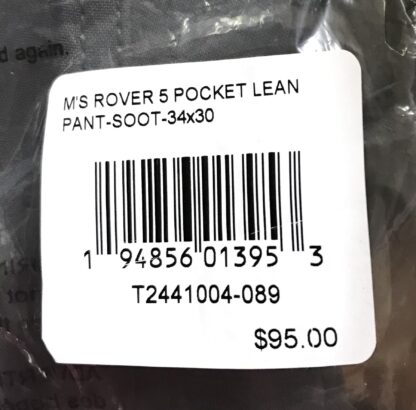 d again.
M'S ROVER 5 POCKET LEAN
PANT-SOOT-34x30
1 94856 01395 3
T2441004-089
$95.00